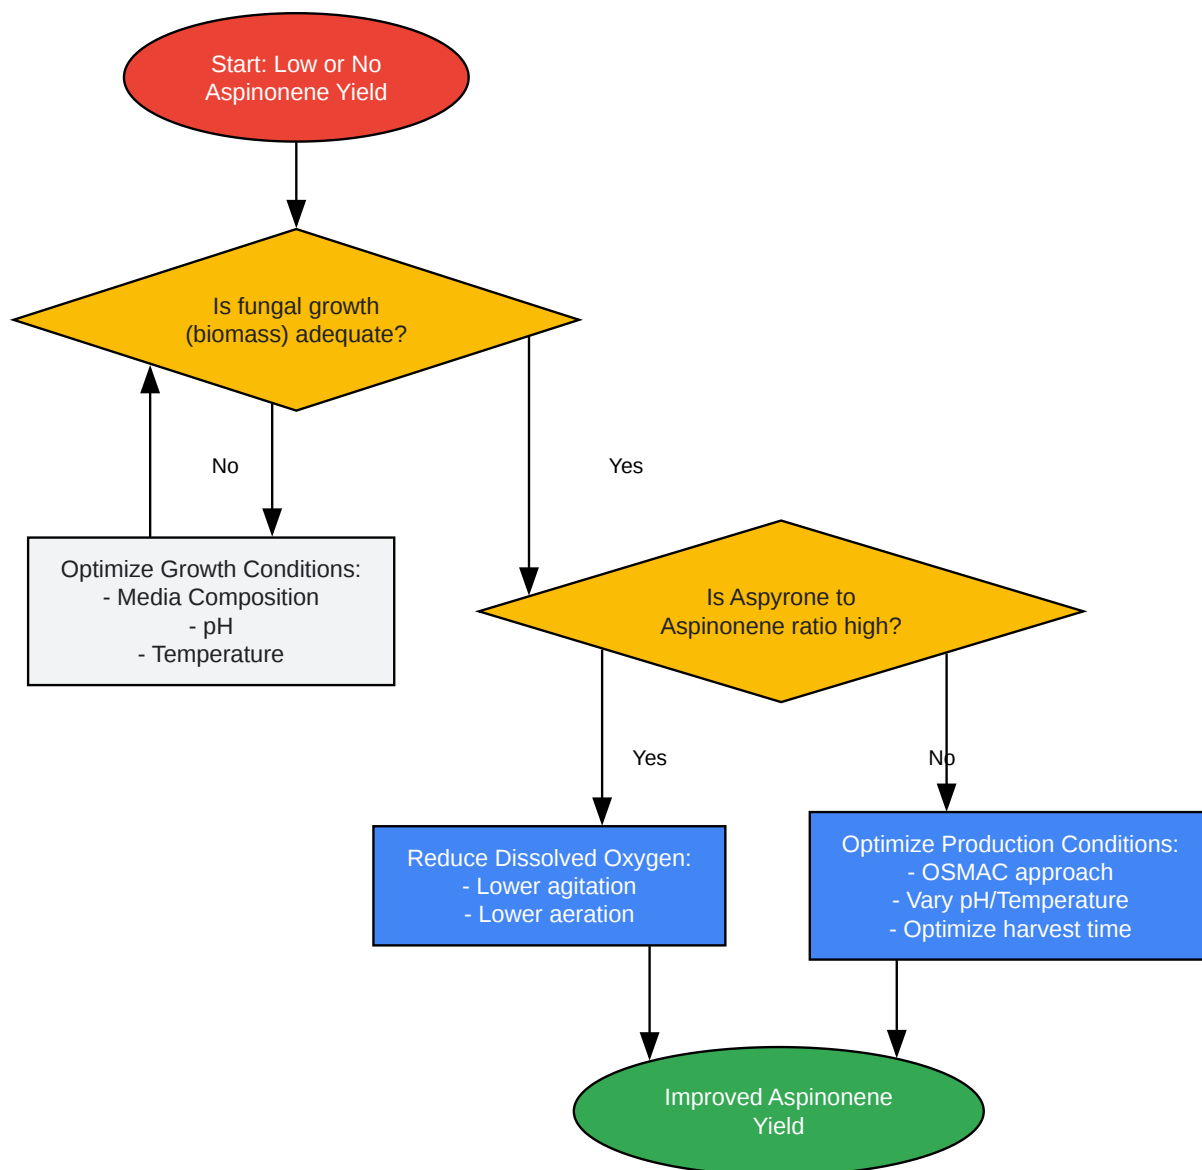 Start: Low or No
Aspinonene Yield
Is fungal growth
(biomass) adequate?
No
Yes
Optimize Growth Conditions:
- Media Composition
- pH
- Temperature
Is Aspyrone to
Aspinonene ratio high?
Yes
No
Reduce Dissolved Oxygen:
- Lower agitation
- Lower aeration
Optimize Production Conditions:
- OSMAC approach
- Vary pH/Temperature
- Optimize harvest time
Improved Aspinonene
Yield